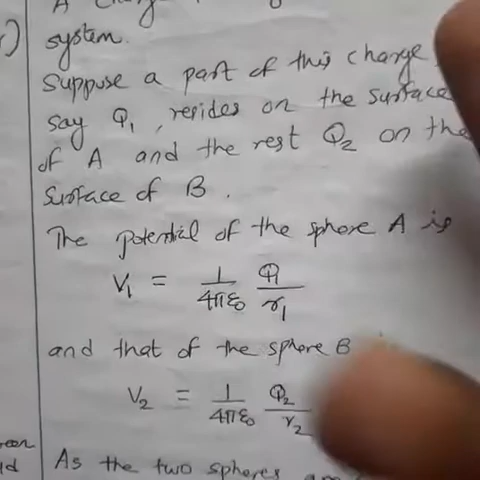 A charge
system.
Suppose a part of this charge,
say Q₁, resides on the surface
of A and the rest Q₂ on the
surface of B.
The potential of the sphere A is
V₁ = 1/4πε₀ Q₁/r₁
and that of the sphere B
V₂ = 1/4πε₀ Q₂/r₂
As the two spheres